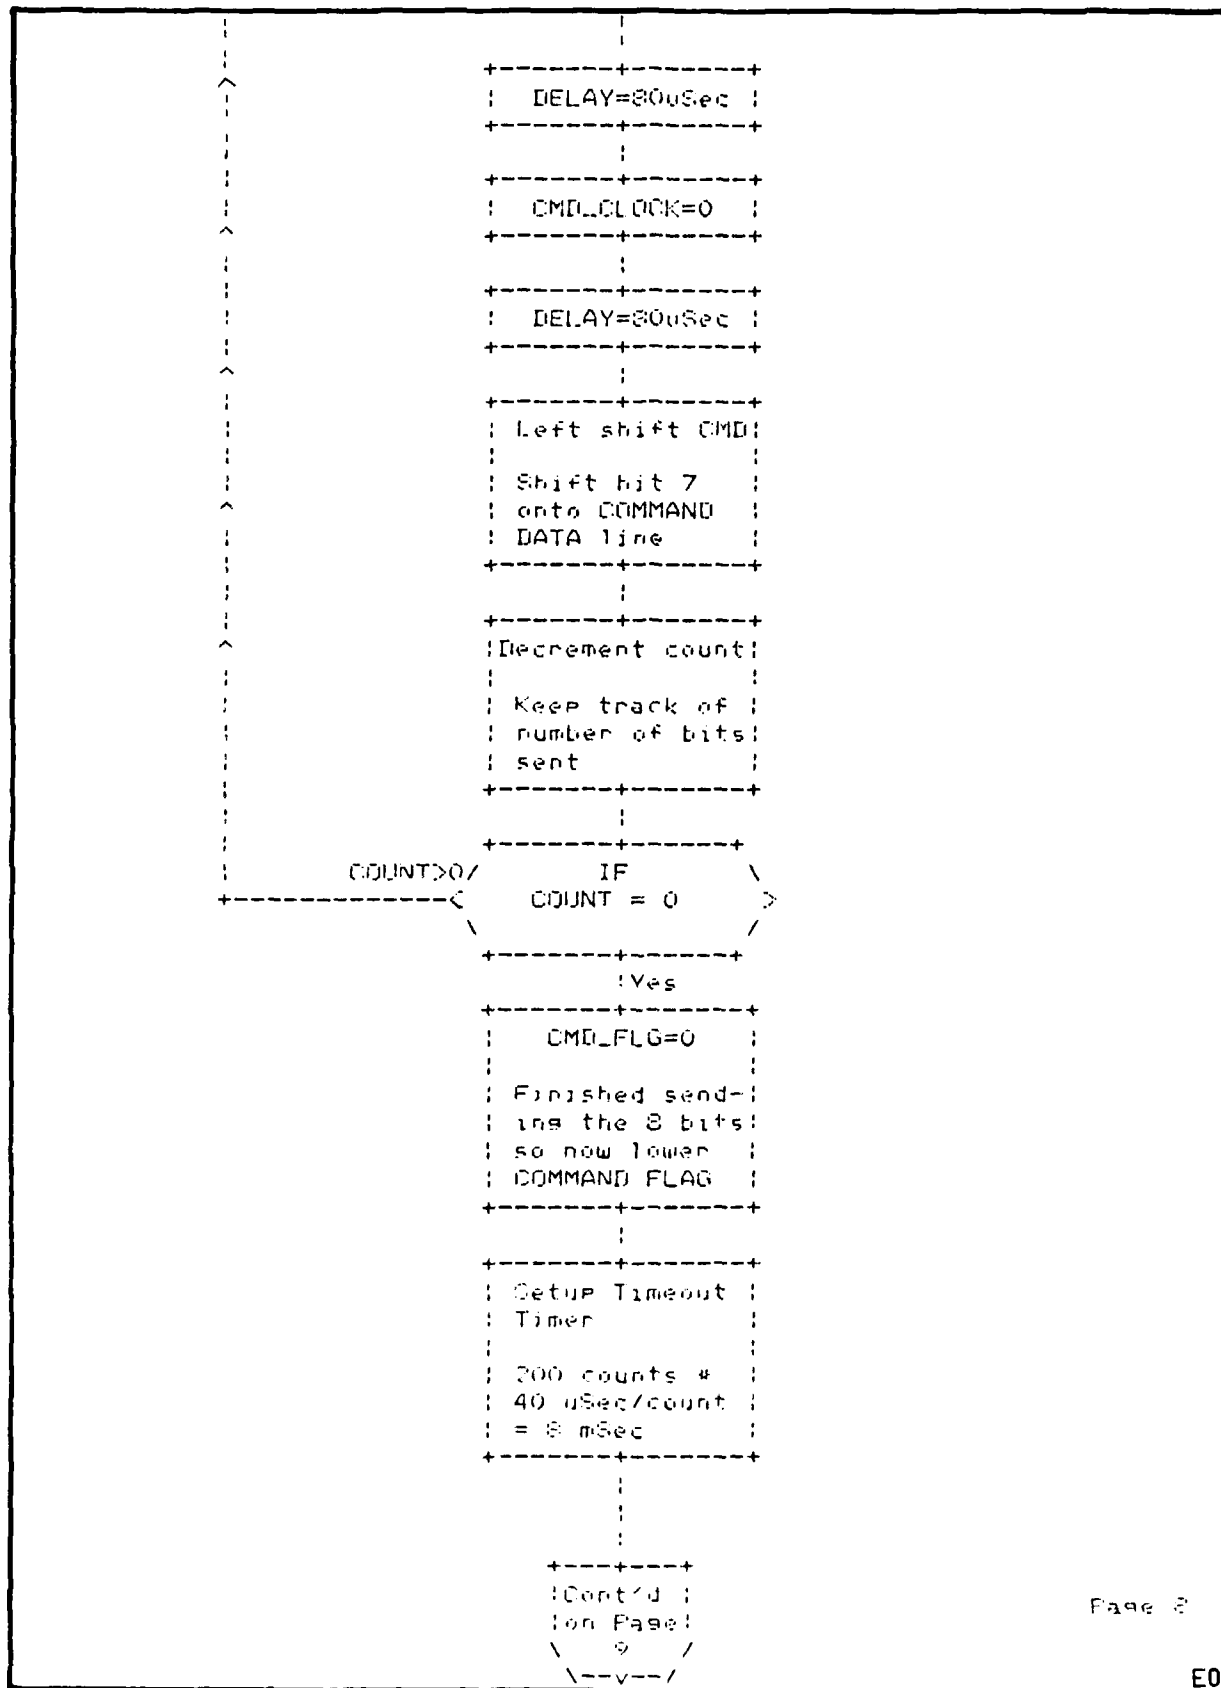 DELAY=80uSec
CMD_CLOCK=0
DELAY=80uSec
Left shift CMD
Shift bit 7
onto COMMAND
DATA line
Decrement count
Keep track of
number of bits
sent
COUNT>0
IF
COUNT = 0
Yes
CMD_FLG=0
Finished send-
ing the 8 bits
so now lower
COMMAND FLAG
Setup Timeout
Timer
200 counts *
40 uSec/count
= 8 mSec
Cont'd
on Page
9
Page 8
E0